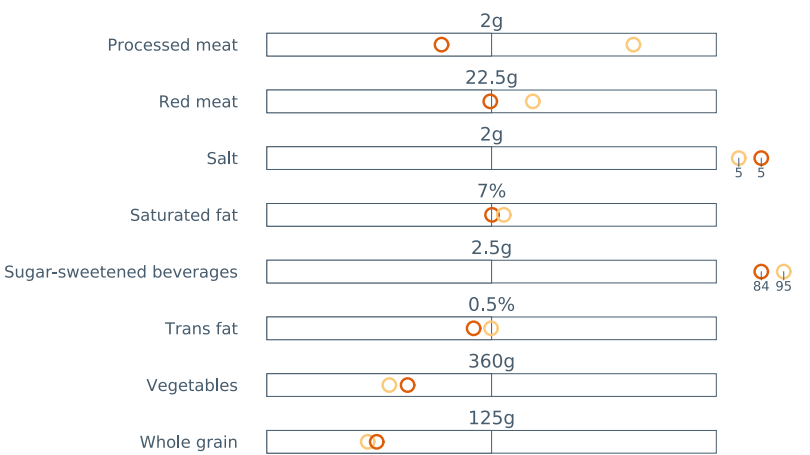 2g
Processed meat
22.5g
Red meat
2g
Salt
5 5
7%
Saturated fat
2.5g
Sugar-sweetened beverages
84 95
0.5%
Trans fat
360g
Vegetables
125g
Whole grain